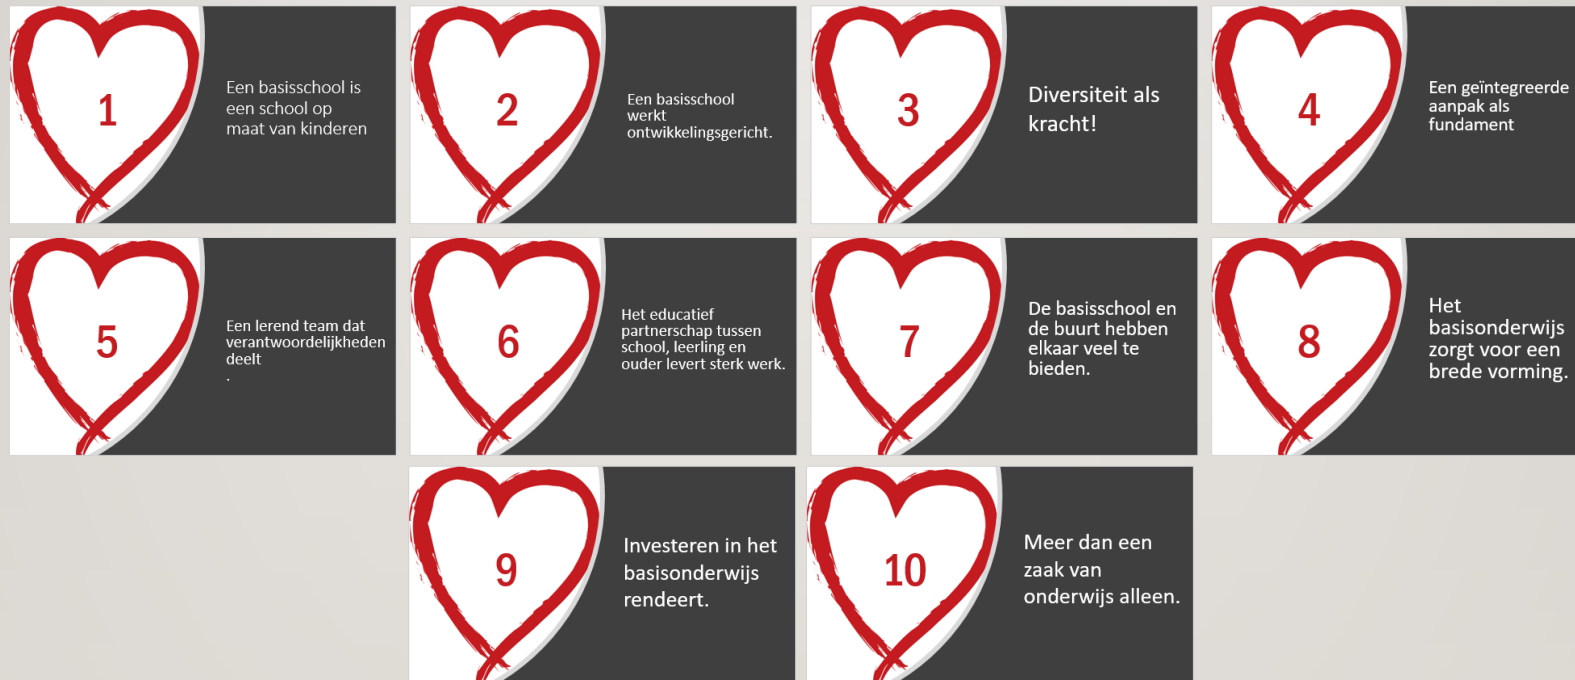 1
Een basisschool is
een school op
maat van kinderen
2
Een basisschool
werkt
ontwikkelingsgericht.
3
Diversiteit als
kracht!
4
Een geïntegreerde
aanpak als
fundament
5
Een lerend team dat
verantwoordelijkheden
deelt
.
6
Het educatief
partnerschap tussen
school, leerling en
ouder levert sterk werk.
7
De basisschool en
de buurt hebben
elkaar veel te
bieden.
8
Het
basisonderwijs
zorgt voor een
brede vorming.
9
Investeren in het
basisonderwijs
rendeert.
10
Meer dan een
zaak van
onderwijs alleen.